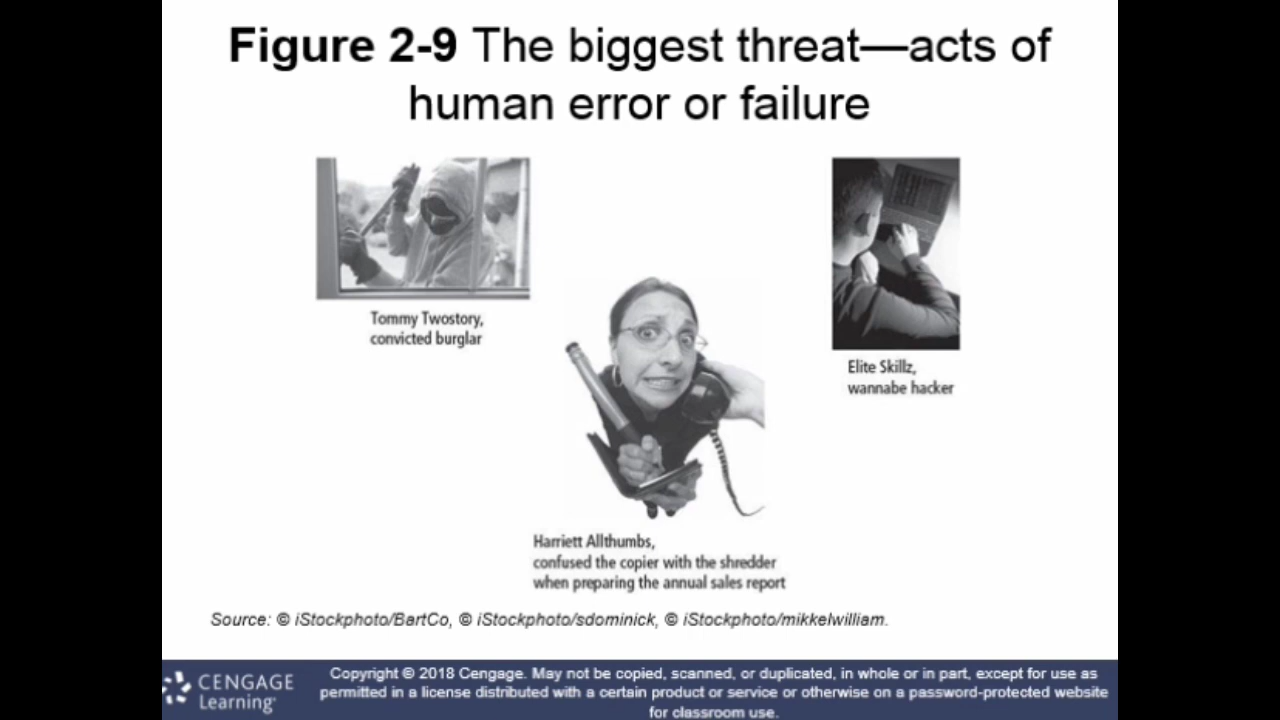 Figure 2-9 The biggest threat—acts of
human error or failure
Tommy Twostory,
convicted burglar
Elite Skillz,
wannabe hacker
Harriett Allthumbs,
confused the copier with the shredder
when preparing the annual sales report
Source: © iStockphoto/BartCo, © iStockphoto/sdominick, © iStockphoto/mikkelwilliam.
CENGAGE
Learning
Copyright © 2018 Cengage. May not be copied, scanned, or duplicated, in whole or in part, except for use as
permitted in a license distributed with a certain product or service or otherwise on a password-protected website
for classroom use.